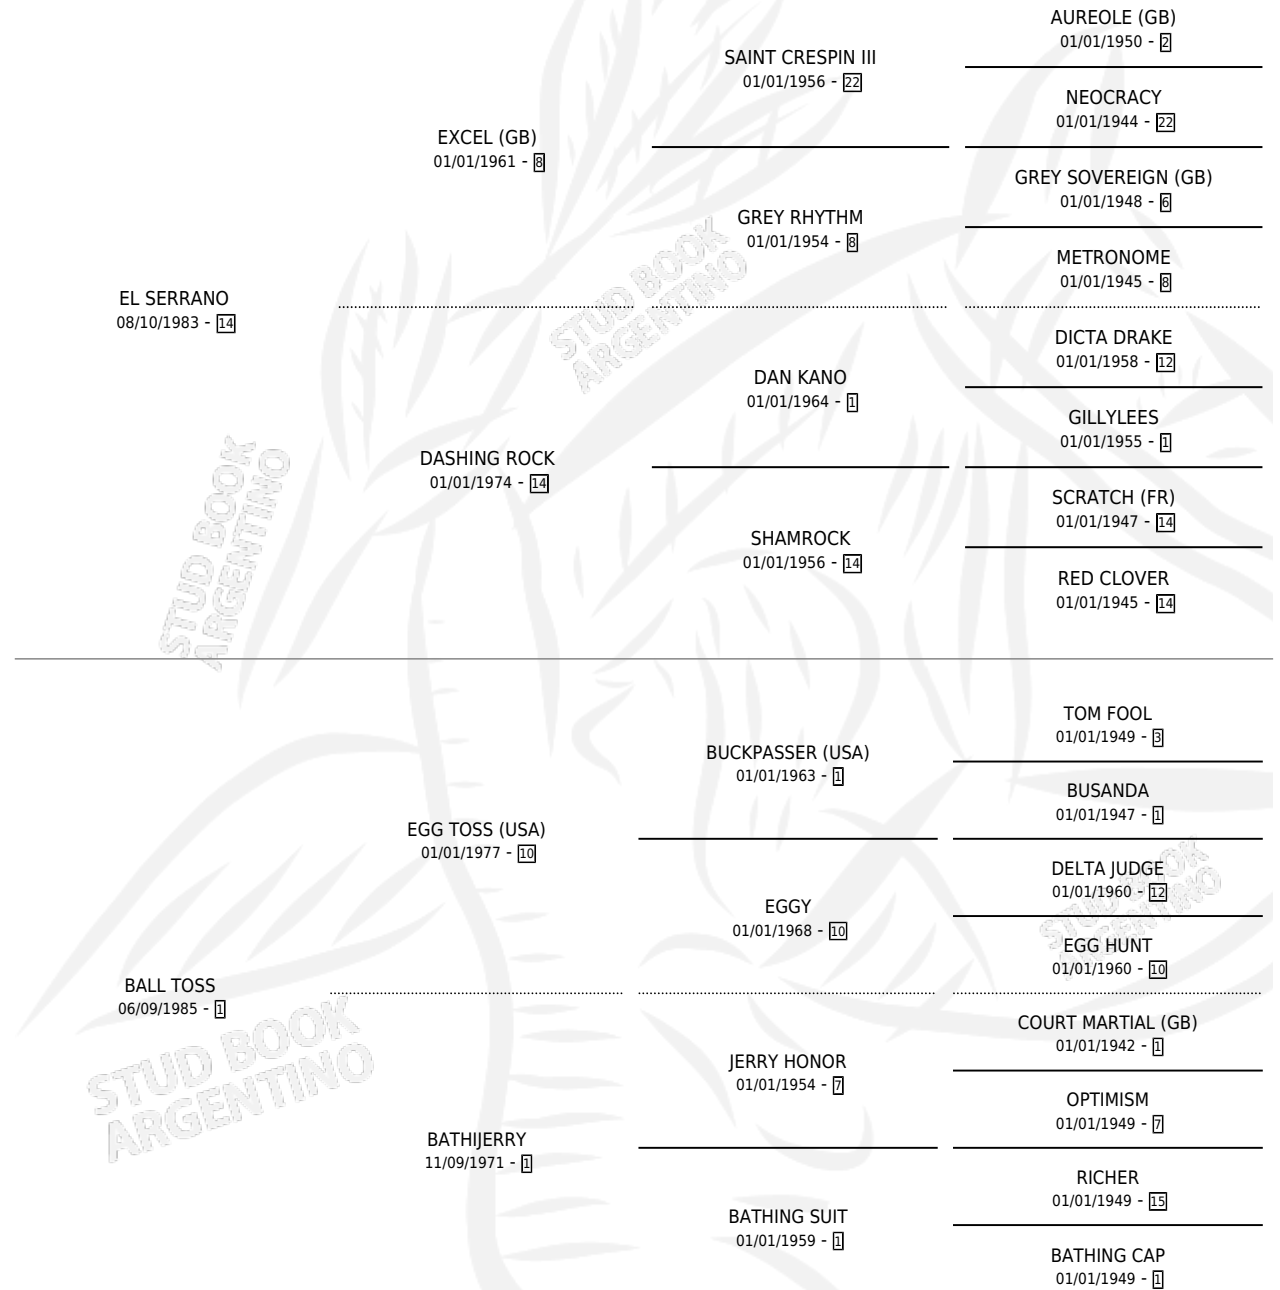 AUREOLE (GB)
01/01/1950 - 2
SAINT CRESPIN III
01/01/1956 - 22
NEOCRACY
01/01/1944 - 22
EXCEL (GB)
01/01/1961 - 8
GREY SOVEREIGN (GB)
01/01/1948 - 6
GREY RHYTHM
01/01/1954 - 8
METRONOME
01/01/1945 - 8
EL SERRANO
08/10/1983 - 14
DICTA DRAKE
01/01/1958 - 12
DAN KANO
01/01/1964 - 1
GILLYLEES
01/01/1955 - 1
DASHING ROCK
01/01/1974 - 14
SCRATCH (FR)
01/01/1947 - 14
SHAMROCK
01/01/1956 - 14
RED CLOVER
01/01/1945 - 14
TOM FOOL
01/01/1949 - 3
BUCKPASSER (USA)
01/01/1963 - 1
BUSANDA
01/01/1947 - 1
EGG TOSS (USA)
01/01/1977 - 10
DELTA JUDGE
01/01/1960 - 12
EGGY
01/01/1968 - 10
EGG HUNT
01/01/1960 - 10
BALL TOSS
06/09/1985 - 1
COURT MARTIAL (GB)
01/01/1942 - 1
JERRY HONOR
01/01/1954 - 7
OPTIMISM
01/01/1949 - 7
BATHIJERRY
11/09/1971 - 1
RICHER
01/01/1949 - 15
BATHING SUIT
01/01/1959 - 1
BATHING CAP
01/01/1949 - 1
STUD BOOK
ARGENTINO
STUD BOOK
ARGENTINO
STUD BOOK
ARGENTINO
STUD BOOK
ARGENTINO